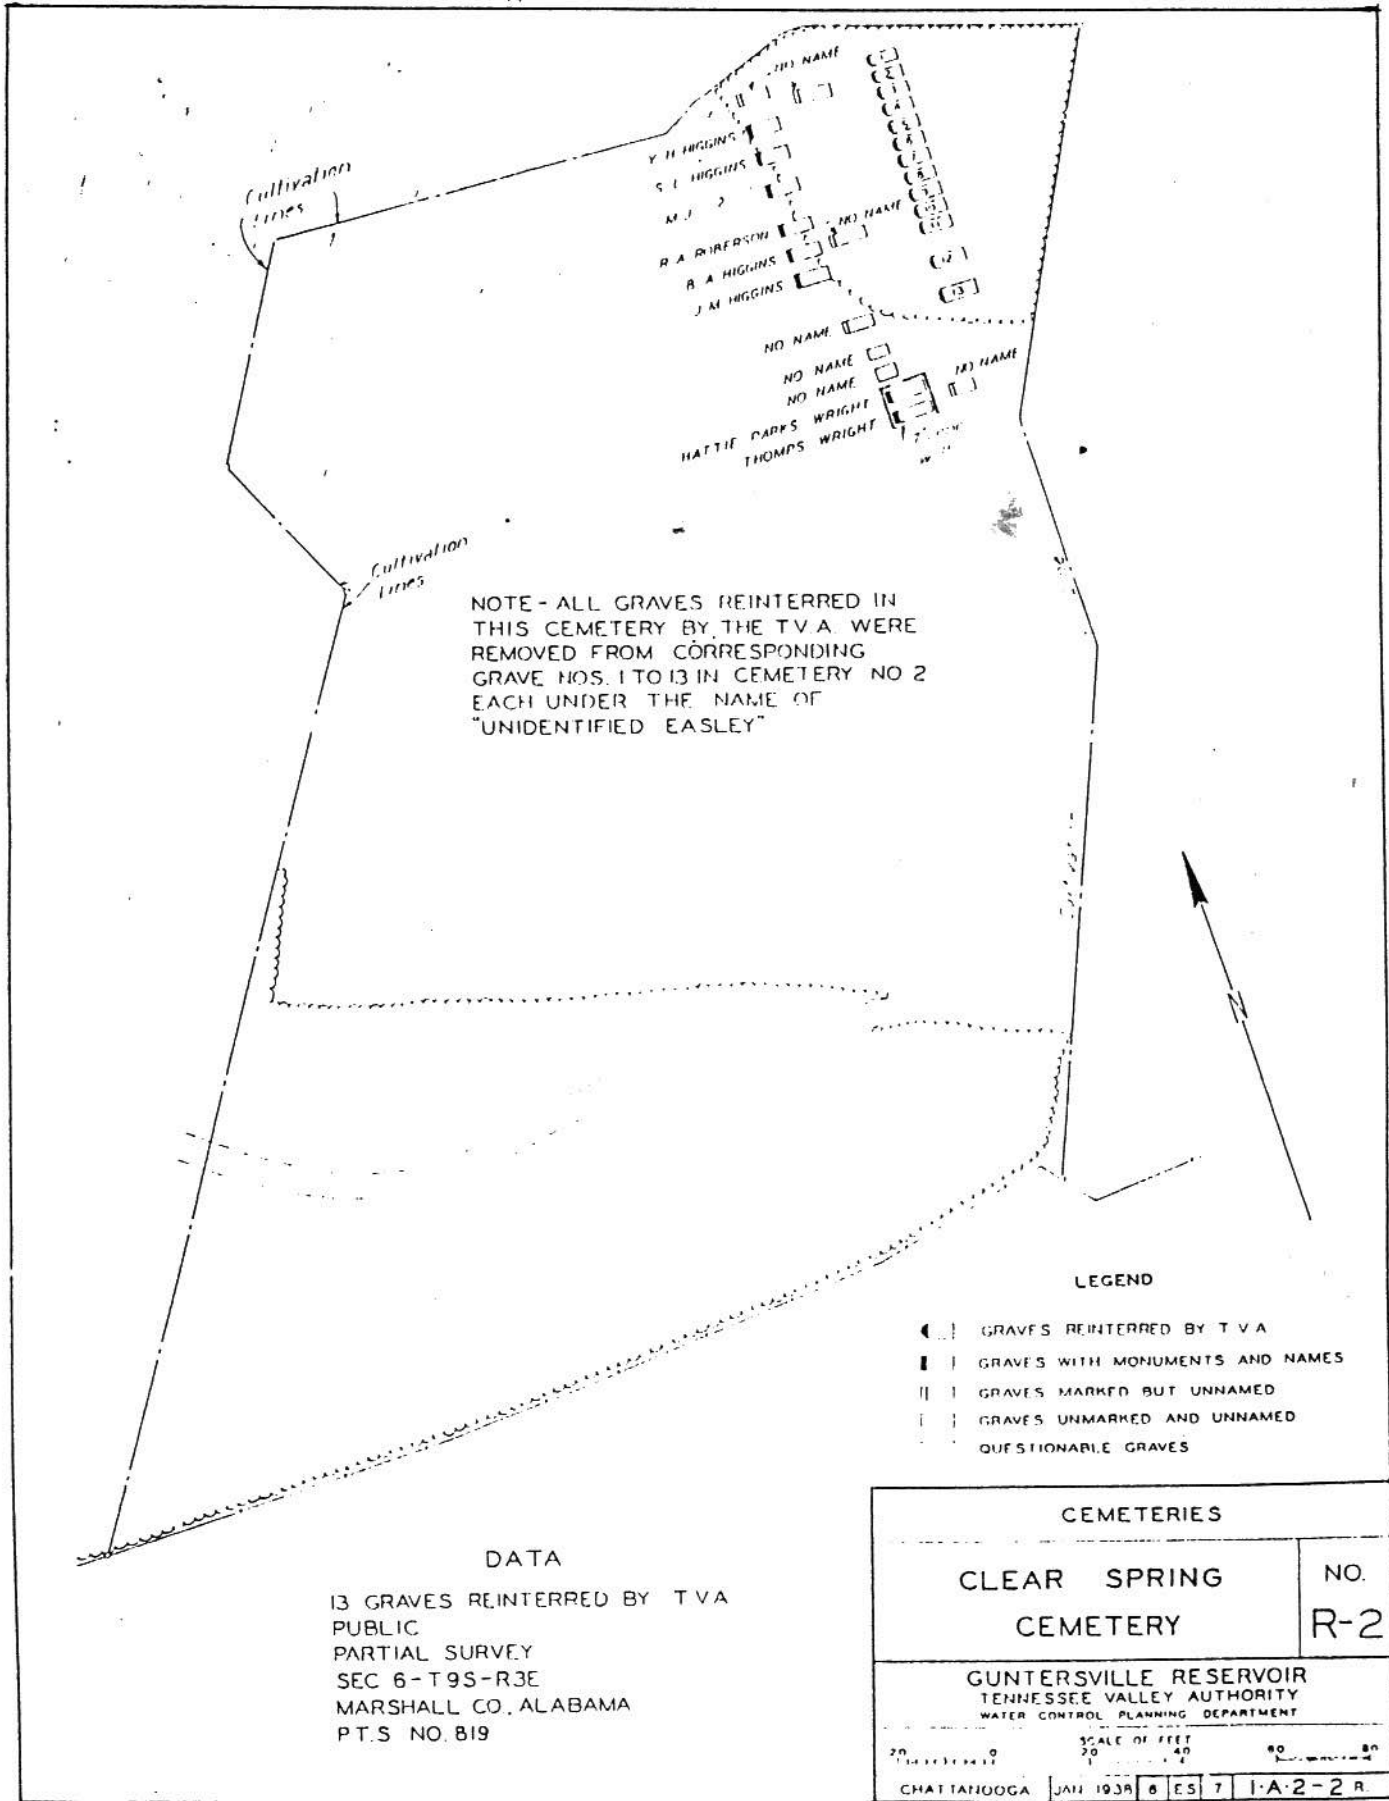 NO NAME
Y H HIGGINS
S L HIGGINS
M J 2
R A ROBERSON
NO NAME
B A HIGGINS
J M HIGGINS
12
13
NO NAME
NO NAME
NO NAME
NO NAME
HATTIE PARKS WRIGHT
THOMPS WRIGHT
Cultivation
Lines
Cultivation
Lines
NOTE - ALL GRAVES REINTERRED IN
THIS CEMETERY BY THE T.V.A. WERE
REMOVED FROM CORRESPONDING
GRAVE NOS. 1 TO 13 IN CEMETERY NO 2
EACH UNDER THE NAME OF
"UNIDENTIFIED EASLEY"
N
LEGEND
GRAVES REINTERRED BY T V A
GRAVES WITH MONUMENTS AND NAMES
GRAVES MARKED BUT UNNAMED
GRAVES UNMARKED AND UNNAMED
QUESTIONABLE GRAVES
DATA
13 GRAVES REINTERRED BY T V A
PUBLIC
PARTIAL SURVEY
SEC 6 - T 9S - R3E
MARSHALL CO., ALABAMA
P T.S NO. 819
CEMETERIES
CLEAR SPRING
CEMETERY
NO.
R-2
GUNTERSVILLE RESERVOIR
TENNESSEE VALLEY AUTHORITY
WATER CONTROL PLANNING DEPARTMENT
SCALE OF FEET
20 0 20 40 60 80
CHATTANOOGA JAN 1938 6 ES 7 1-A-2-2 R.